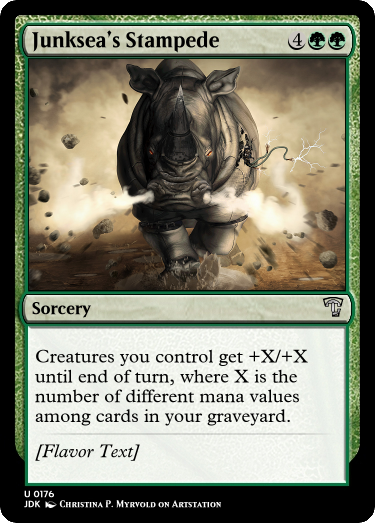 Junksea's Stampede 4
Sorcery
Creatures you control get +X/+X
until end of turn, where X is the
number of different mana values
among cards in your graveyard.
[Flavor Text]
U 0176
JDK Christina P. Myrvold on Artstation